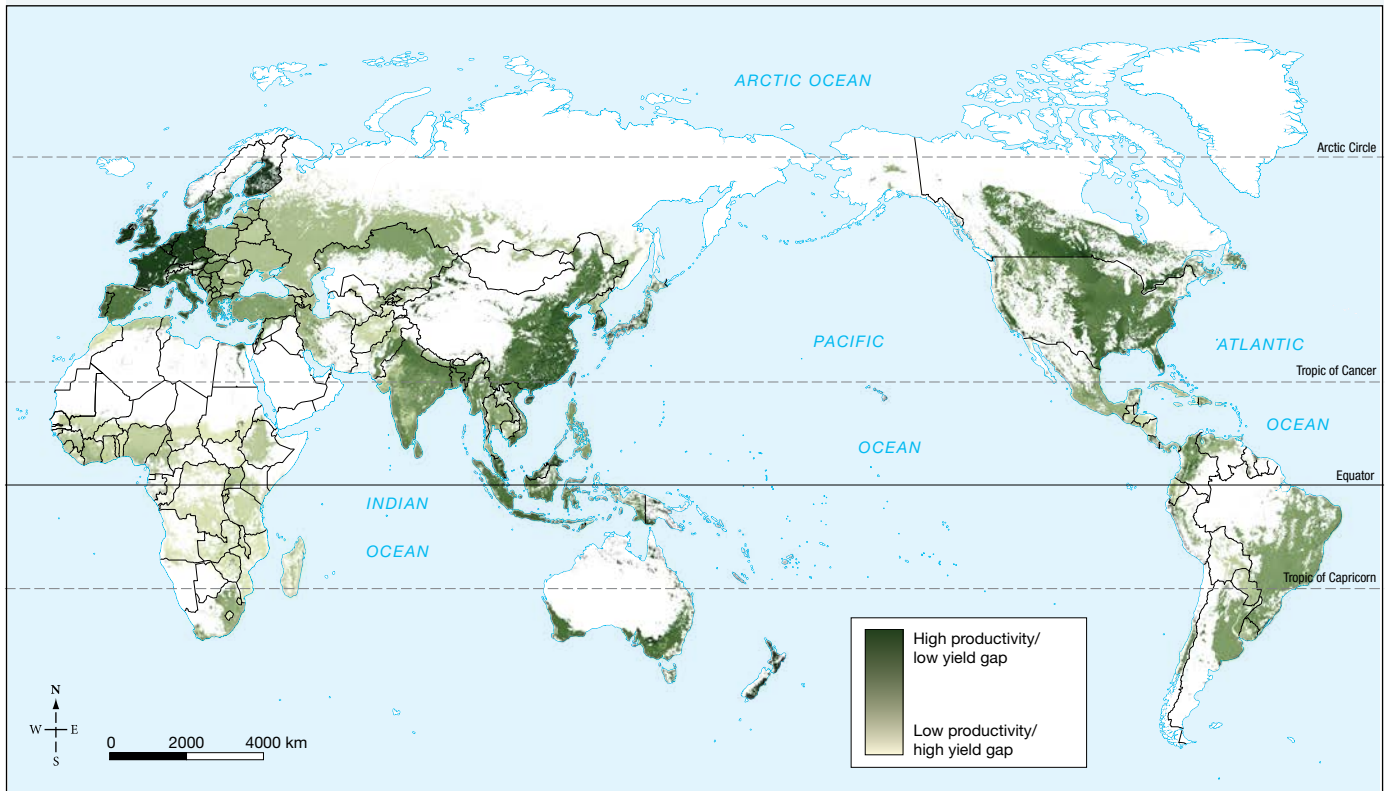 ARCTIC OCEAN
Arctic Circle
PACIFIC
ATLANTIC
Tropic of Cancer
OCEAN
OCEAN
Equator
INDIAN
OCEAN
Tropic of Capricorn
High productivity/
low yield gap
Low productivity/
high yield gap
N
W E
S
0 2000 4000 km